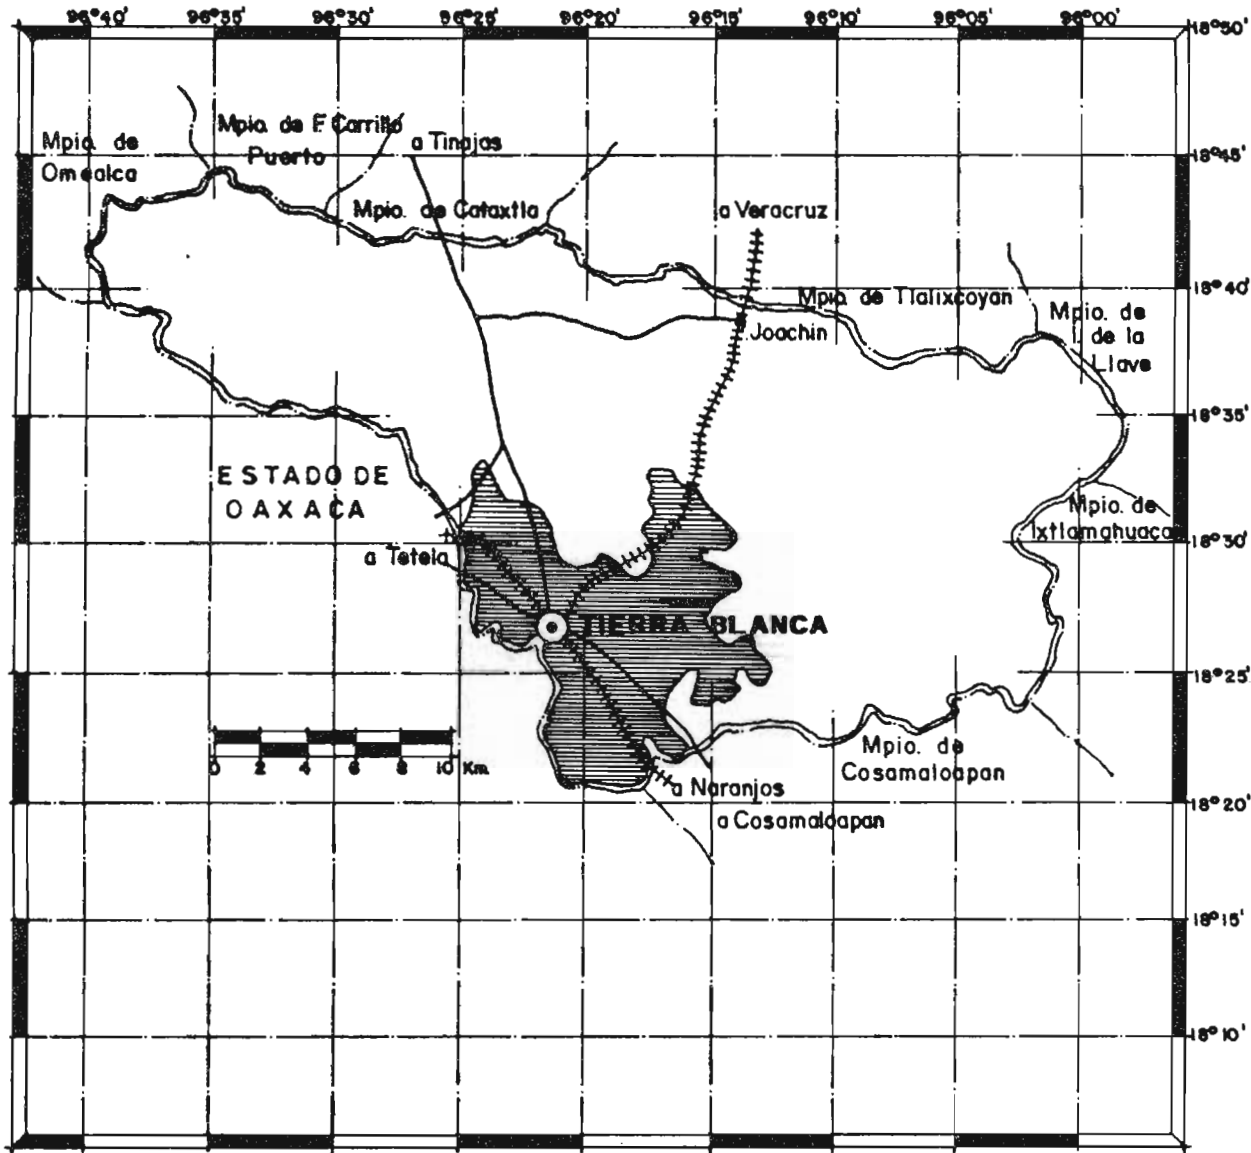 96°40' 96°35' 96°30' 96°25' 96°20' 96°15' 96°10' 96°05' 96°00'
18°50'
Mpio. de
Omealca
Mpio. de F. Carrillo
Puerto
a Tinajas
18°45'
Mpio. de Cotaxtla
a Veracruz
18°40'
Mpio. de Tlalixcoyan
Joachin
Mpio. de
I.
de la
Llave
18°35'
ESTADO DE
OAXACA
Mpio. de
Ixtlamahuaca
18°30'
a Tetela
TIERRA BLANCA
18°25'
0 2 4 6 8 10 Km
Mpio. de
Cosamaloapan
a Naranjos
18°20'
a Cosamaloapan
18°15'
18°10'